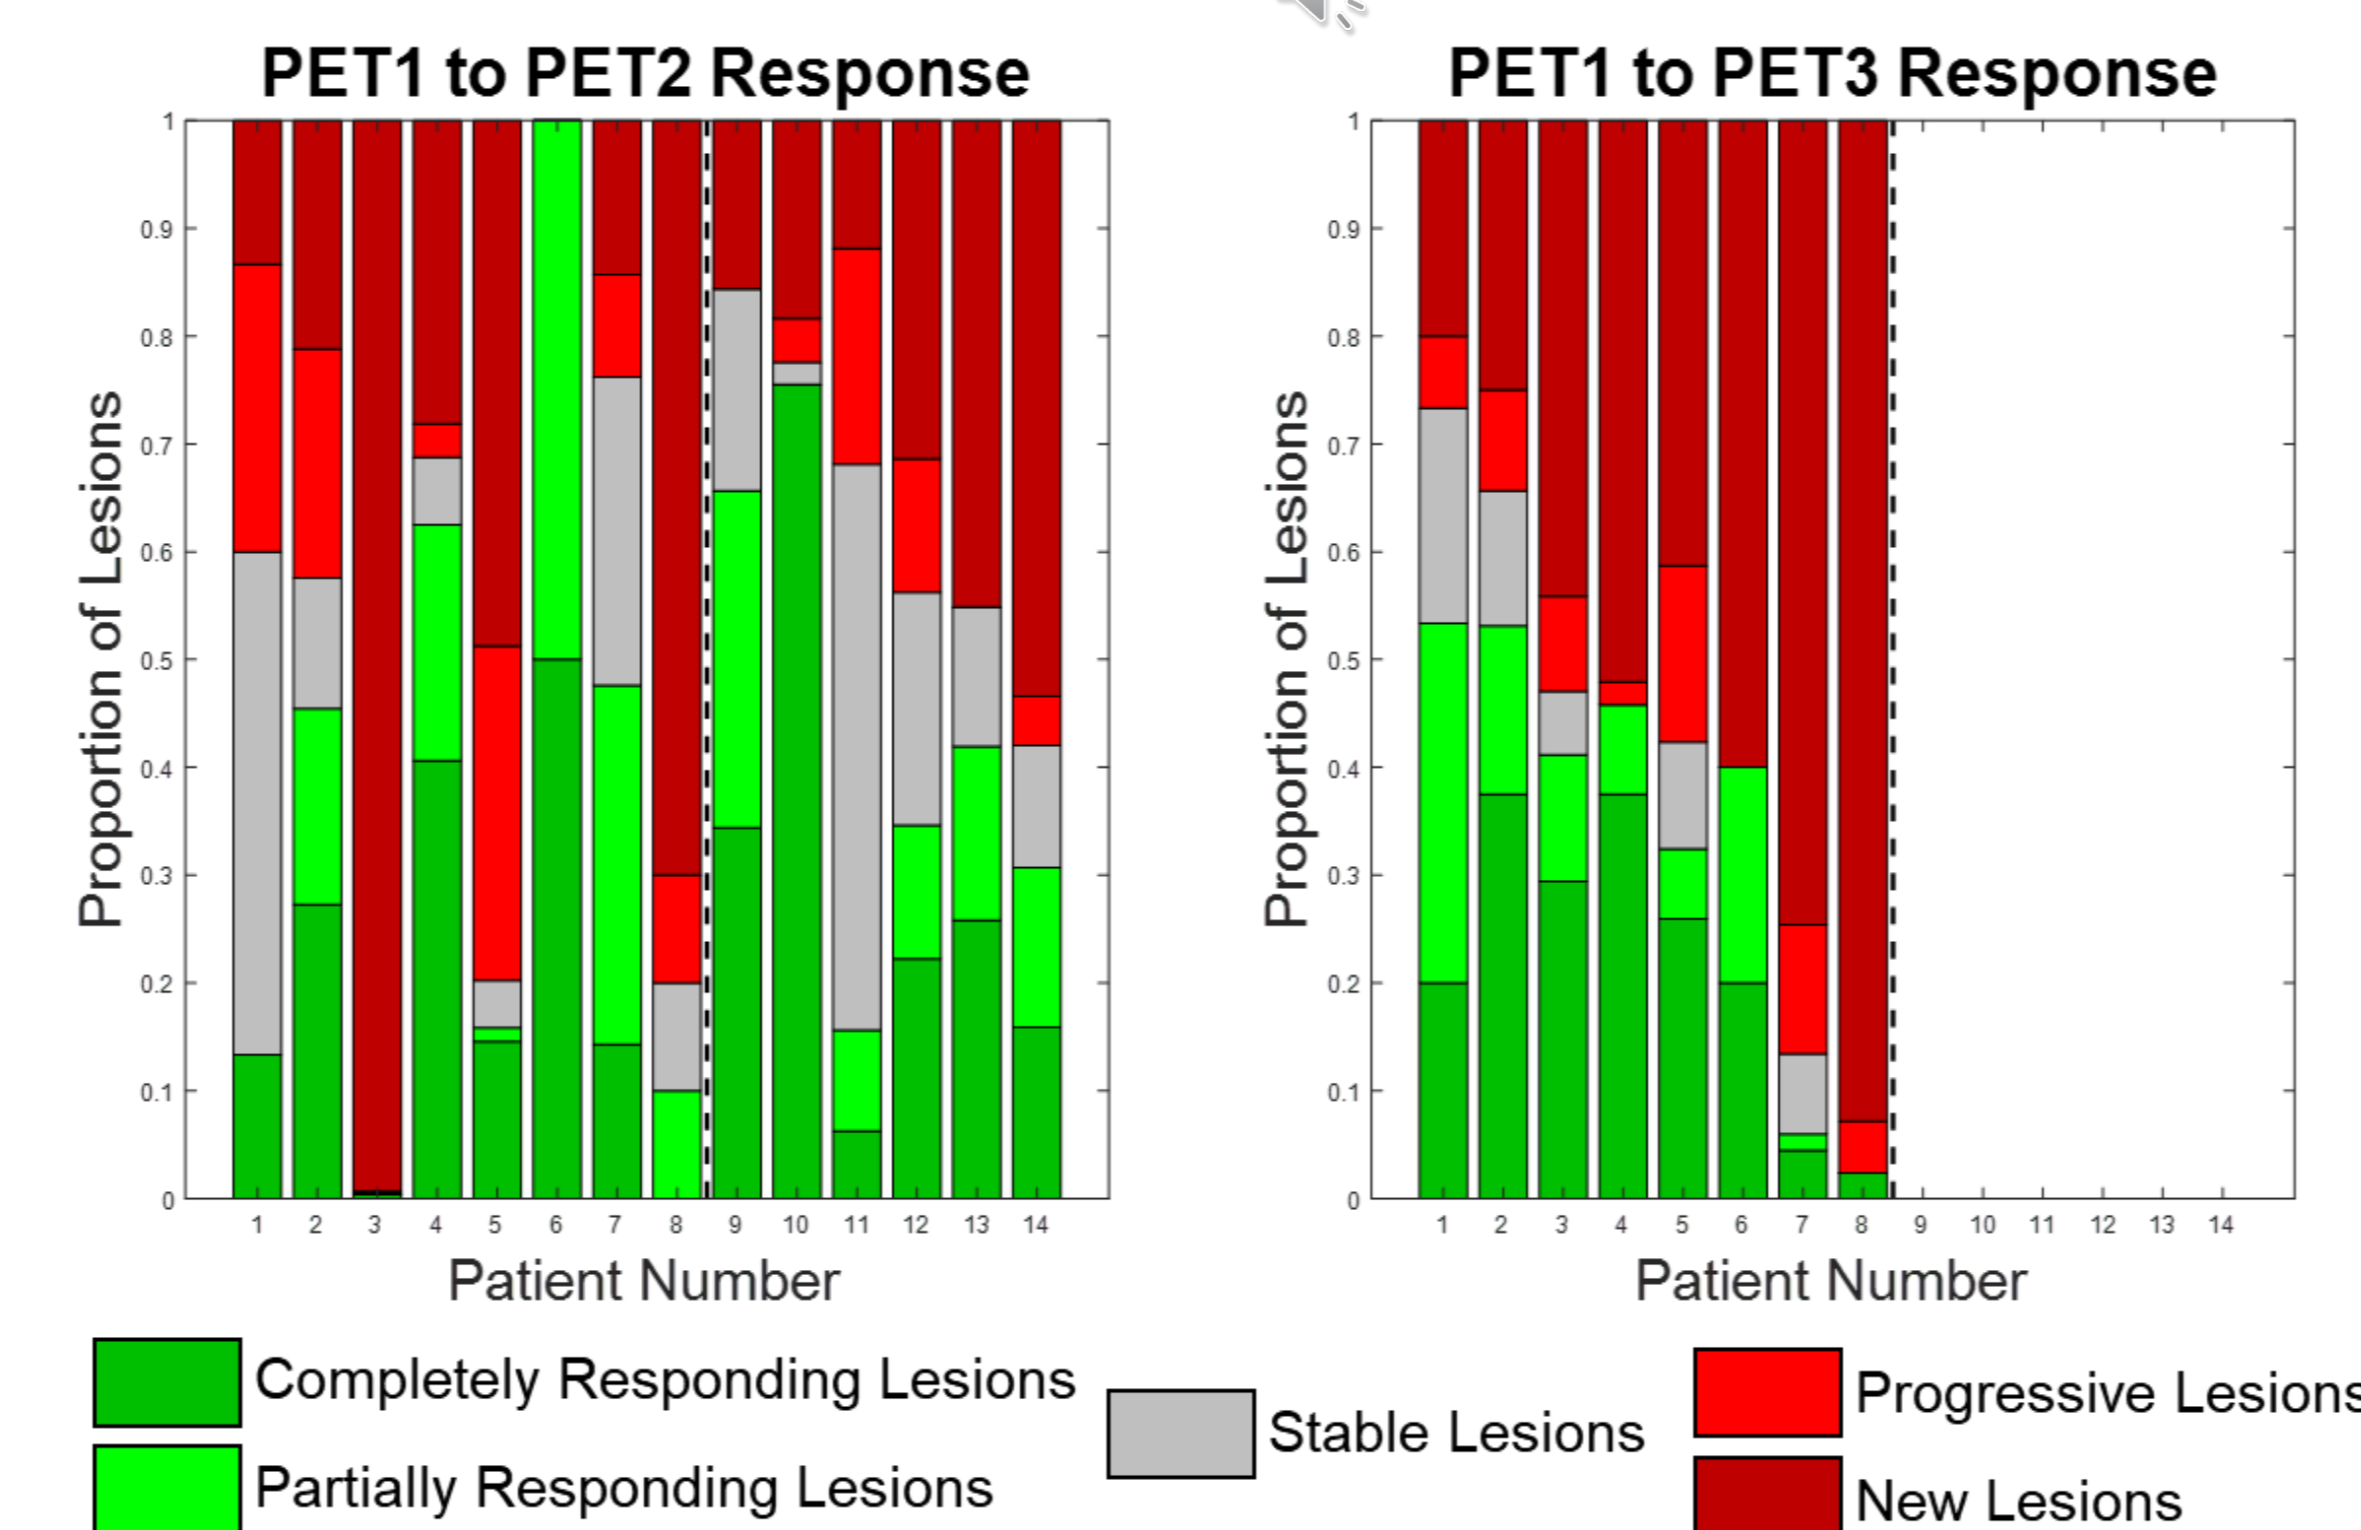 PET1 to PET2 Response
1
0.9
0.8
0.7
0.6
0.5
0.4
0.3
0.2
0.1
0
Proportion of Lesions
1 2 3 4 5 6 7 8 9 10 11 12 13 14
Patient Number
PET1 to PET3 Response
1
0.9
0.8
0.7
0.6
0.5
0.4
0.3
0.2
0.1
0
Proportion of Lesions
1 2 3 4 5 6 7 8 9 10 11 12 13 14
Patient Number
Completely Responding Lesions
Partially Responding Lesions
Stable Lesions
Progressive Lesions
New Lesions